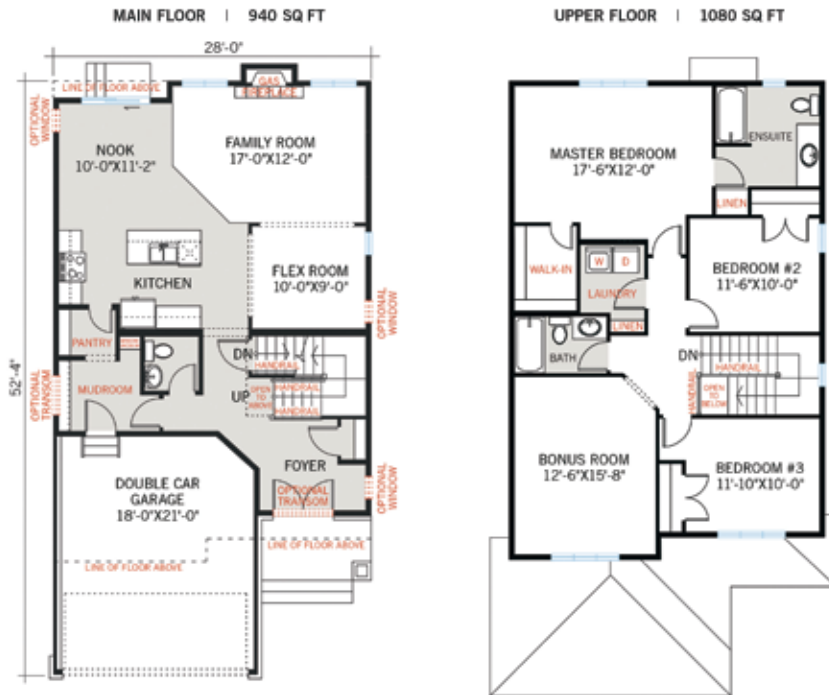 MAIN FLOOR | 940 SQ FT
28'-0"
LINE OF FLOOR ABOVE
GAS
FIREPLACE
OPTIONAL
WINDOW
NOOK
10'-0"X11'-2"
FAMILY ROOM
17'-0"X12'-0"
KITCHEN
FLEX ROOM
10'-0"X9'-0"
OPTIONAL
WINDOW
PANTRY
DN
HANDRAIL
52'-4"
MUDROOM
OPTIONAL
TRANSOM
UP
OPEN
TO
ABOVE
HANDRAIL
HANDRAIL
FOYER
OPTIONAL
TRANSOM
OPTIONAL
WINDOW
DOUBLE CAR
GARAGE
18'-0"X21'-0"
LINE OF FLOOR ABOVE
LINE OF FLOOR ABOVE
UPPER FLOOR | 1080 SQ FT
MASTER BEDROOM
17'-6"X12'-0"
ENSUITE
LINEN
WALK-IN
W
D
LAUNDRY
LINEN
BEDROOM #2
11'-6"X10'-0"
BATH
DN
HANDRAIL
HANDRAIL
OPEN
TO
BELOW
BONUS ROOM
12'-6"X15'-8"
BEDROOM #3
11'-10"X10'-0"